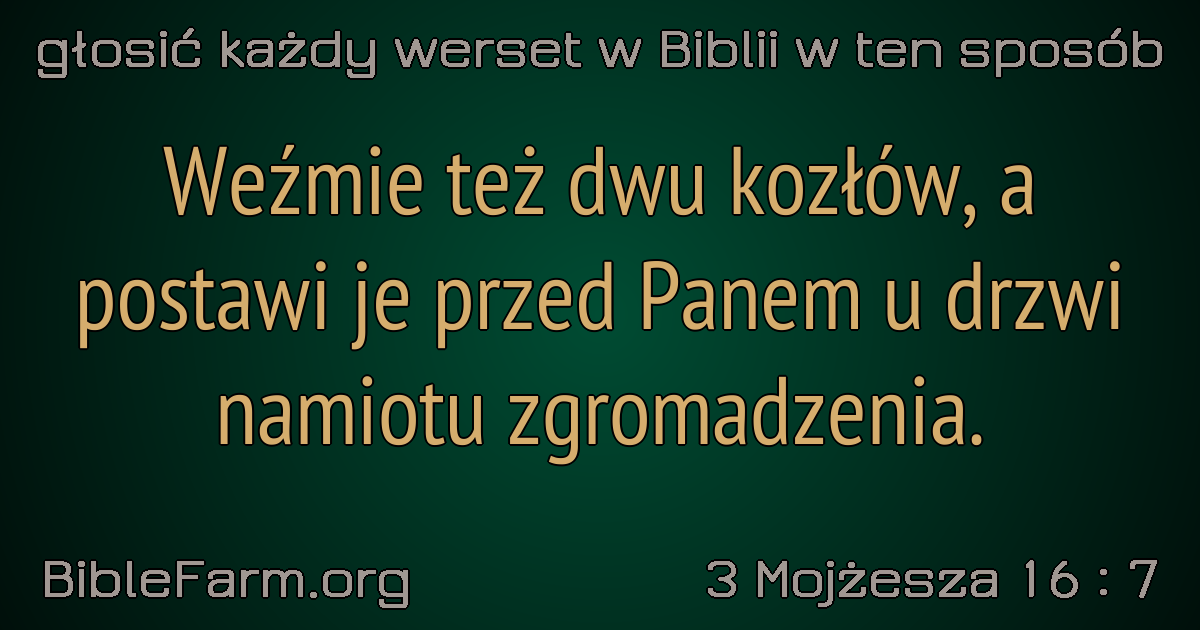 głosić każdy werset w Biblii w ten sposób
Weźmie też dwu kozłów, a
postawi je przed Panem u drzwi
namiotu zgromadzenia.
BibleFarm.org
3 Mojżesza 16 : 7